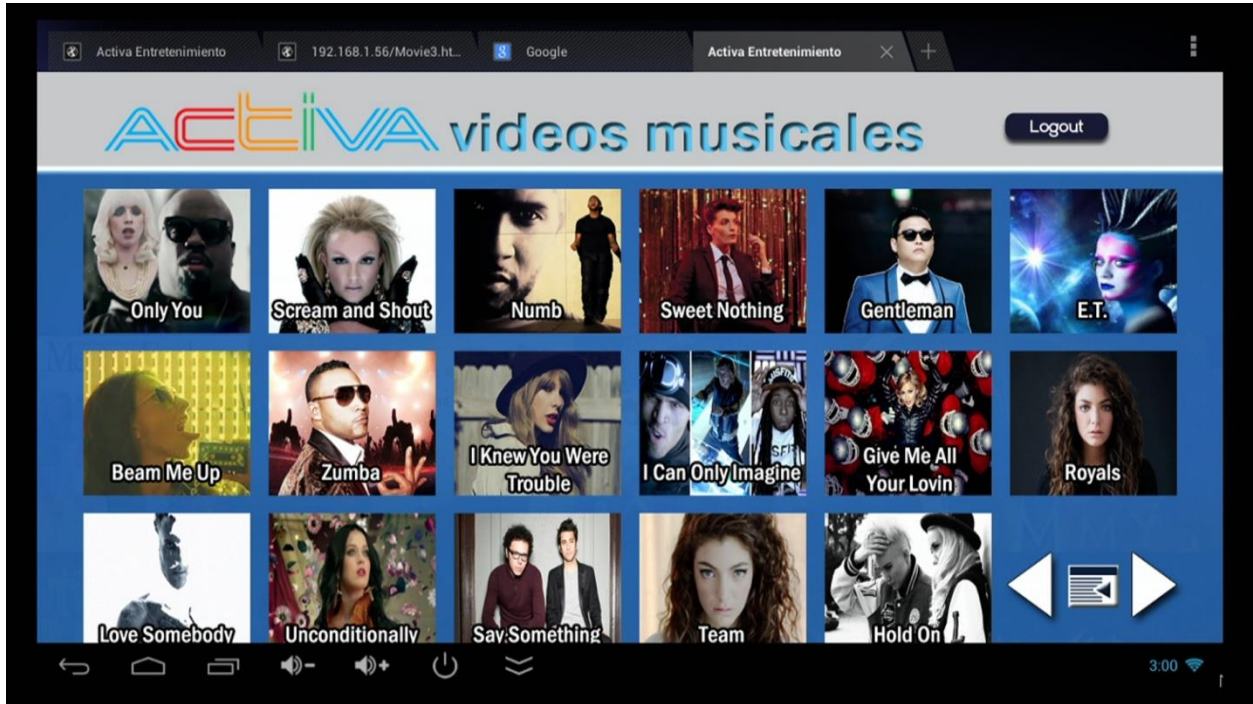 Activa Entretenimiento
192.168.1.56/Movie3.ht...
Google
Activa Entretenimiento
ACTIVA videos musicales
Logout
Only You
Scream and Shout
Numb
Sweet Nothing
Gentleman
E.T.
Beam Me Up
Zumba
I Knew You Were
Trouble
I Can Only Imagine
Give Me All
Your Lovin
Royals
Love Somebody
Unconditionally
Say Something
Team
Hold On
3:00